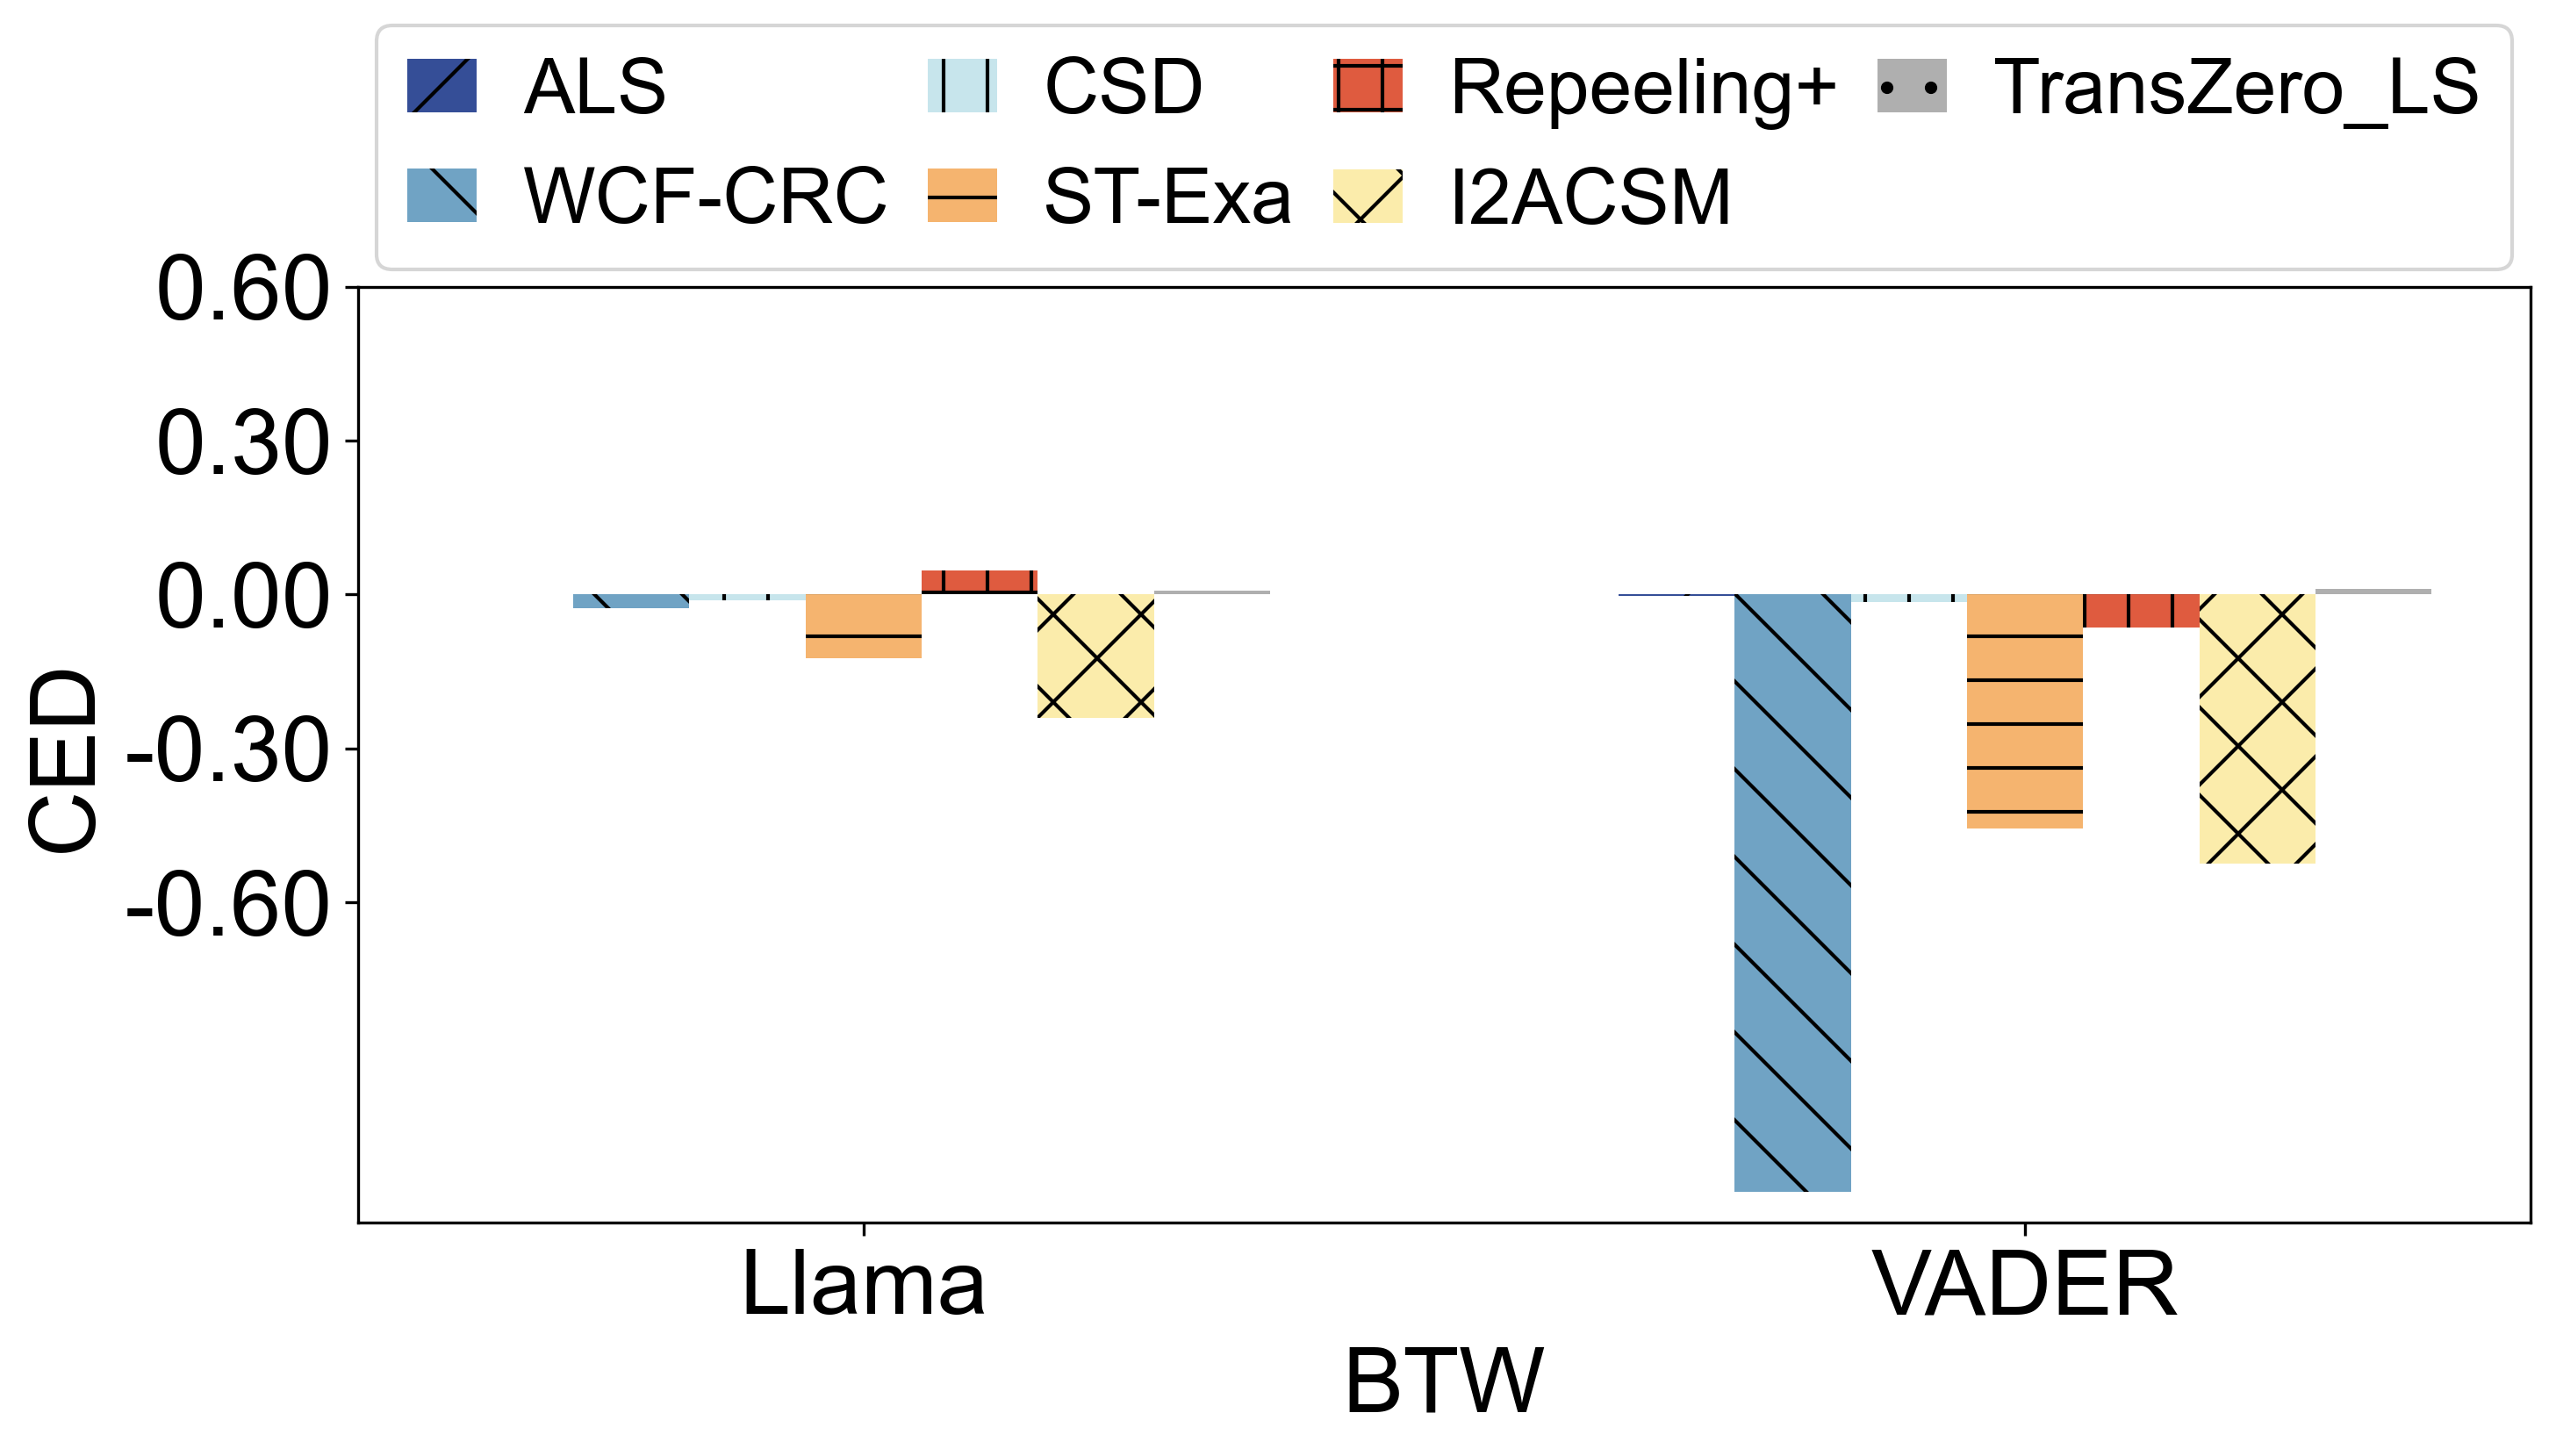 ALS CSD Repeeling+ TransZero_LS
WCF-CRC ST-Exa I2ACSM
0.60
0.30
0.00
-0.30
-0.60
CED
Llama VADER
BTW